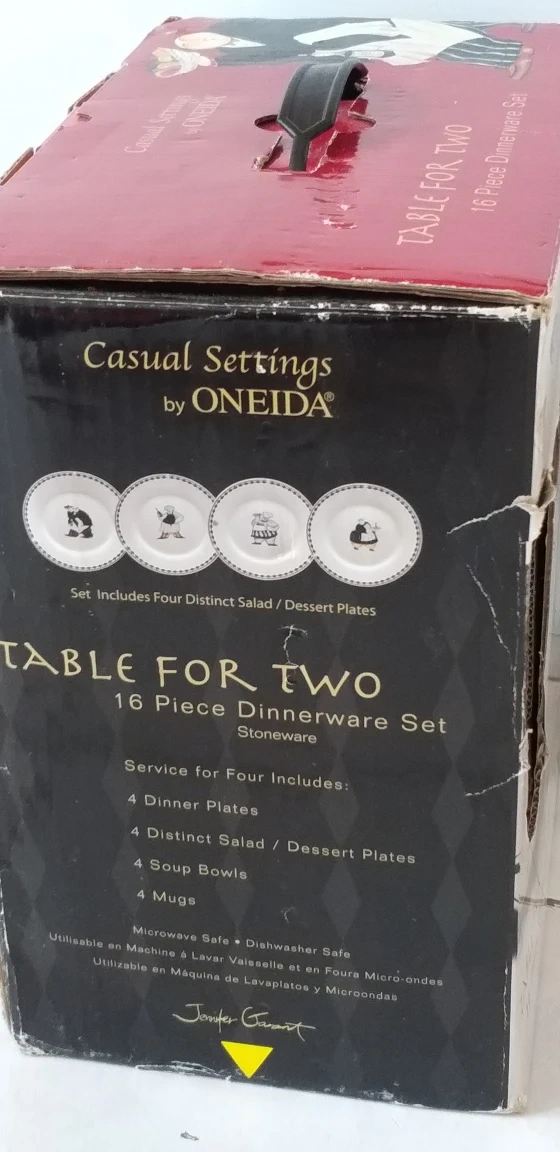 Casual Settings
by ONEIDA
TABLE FOR TWO
16 Piece Dinnerware Set
Casual Settings
by ONEIDA®
Set Includes Four Distinct Salad / Dessert Plates
TABLE FOR TWO
16 Piece Dinnerware Set
Stoneware
Service for Four Includes:
4 Dinner Plates
4 Distinct Salad / Dessert Plates
4 Soup Bowls
4 Mugs
Microwave Safe • Dishwasher Safe
Utilisable en Machine à Lavar Vaisselle et en Foura Micro-ondes
Utilizable en Máquina de Lavaplatos y Microondas
Jennifer Garant